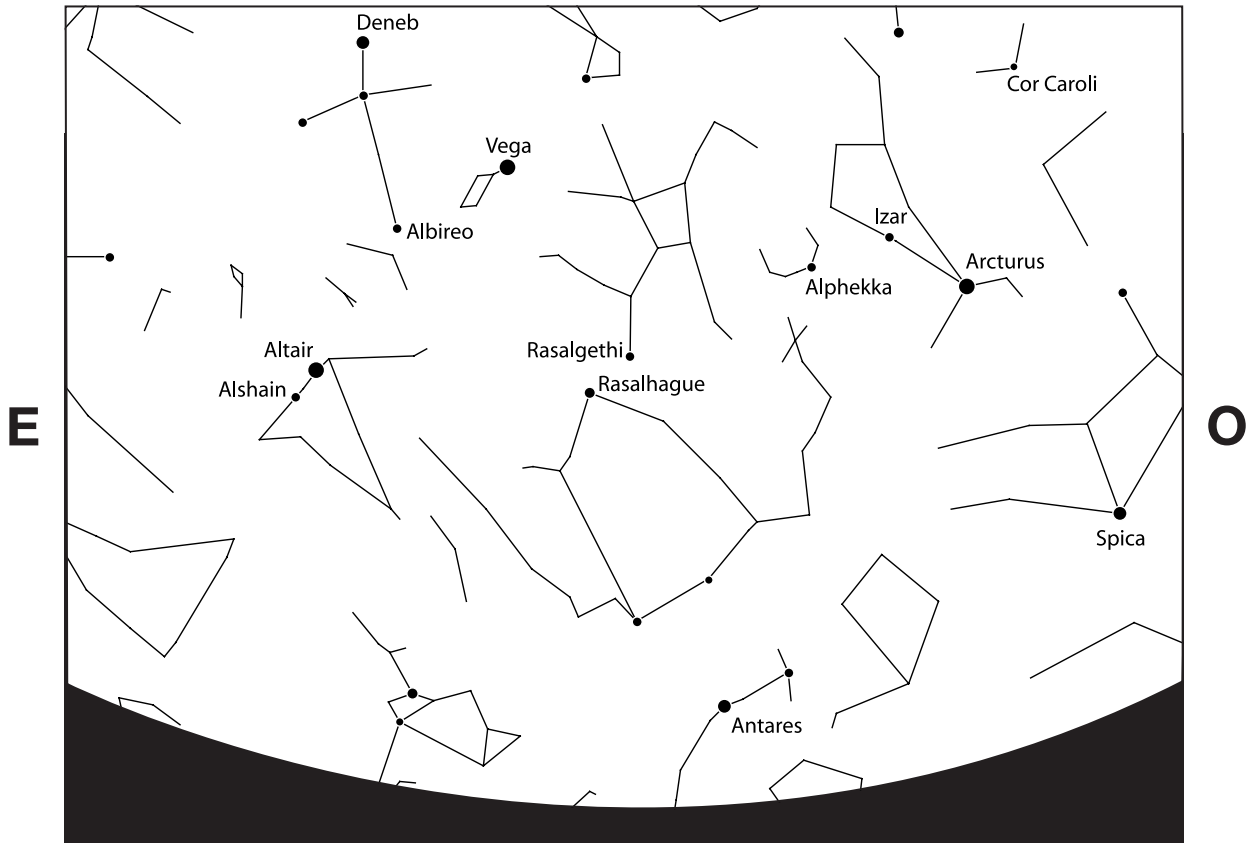 Deneb
Cor Caroli
Vega
Albireo
Izar
Arcturus
Alphekka
Altair
Rasalgethi
Alshain
Rasalhague
E
O
Spica
Antares